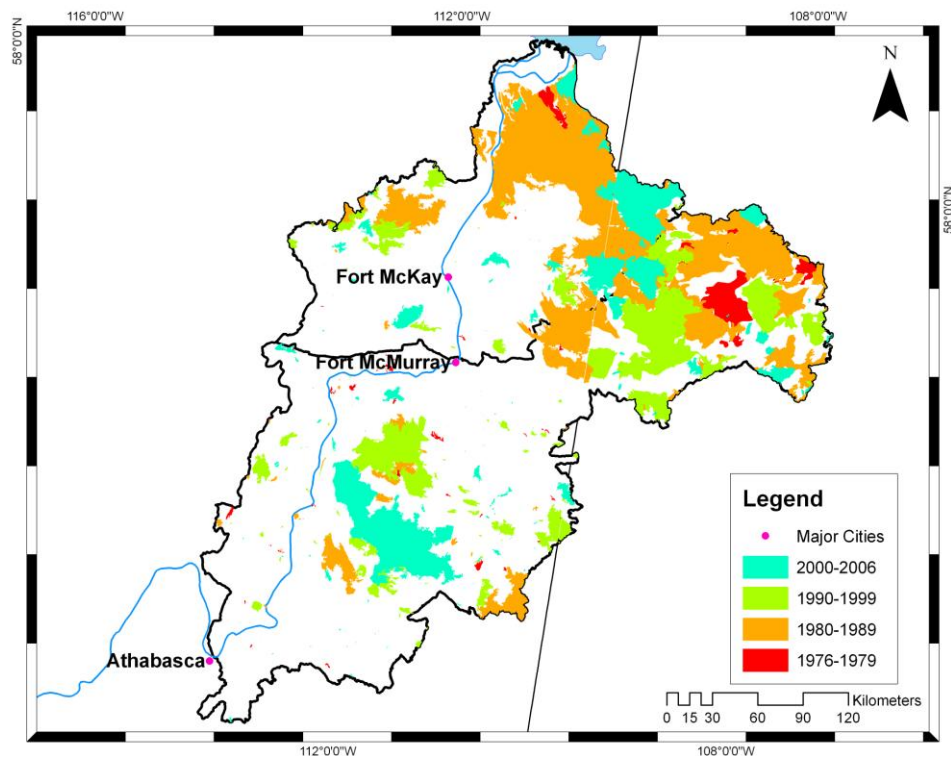 116°0'0"W
112°0'0"W
108°0'0"W
58°0'0"N
58°0'0"N
N
Fort McKay
Fort McMurray
Athabasca
Legend
Major Cities
2000-2006
1990-1999
1980-1989
1976-1979
Kilometers
0 15 30 60 90 120
112°0'0"W
108°0'0"W